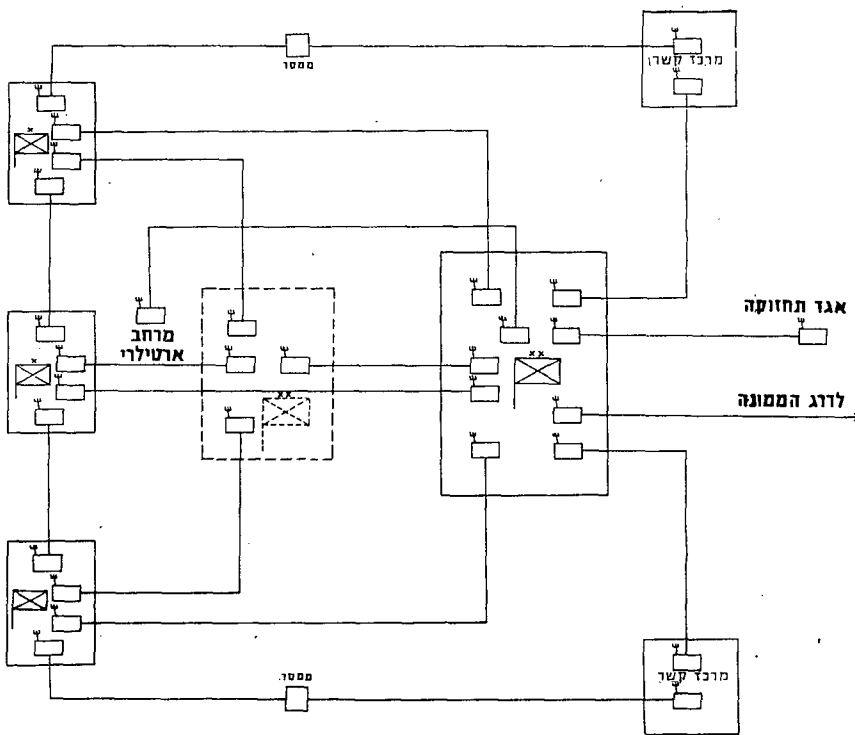 ממסר
מרכז קשר
מרחב
ארטילרי
אגד תחזוקה
לדרג הממונה
ממסר
מרכז קשר